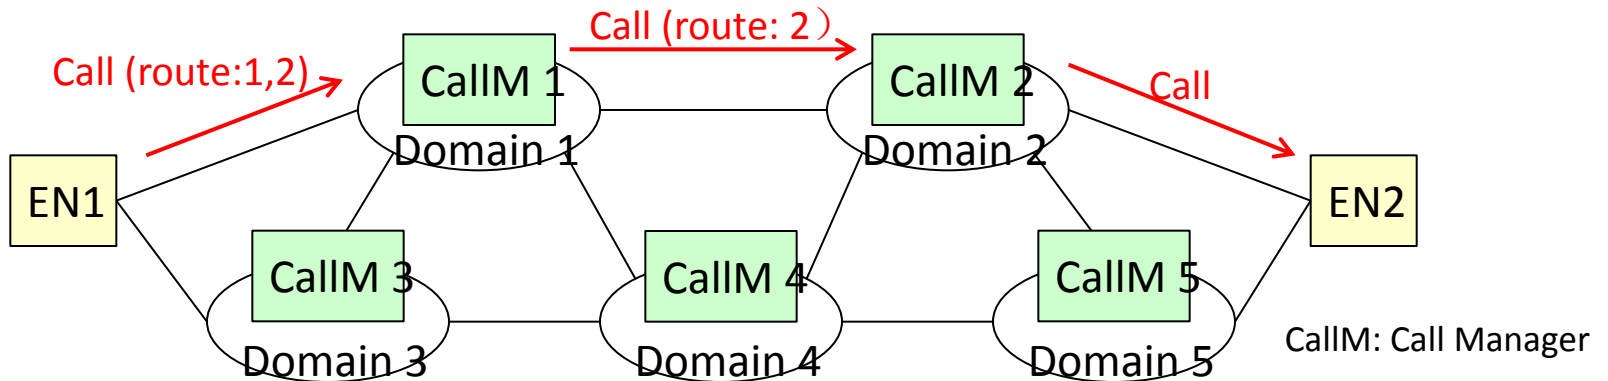 Call (route: 2）
Call (route:1,2)
CallM 1
CallM 2
Call
Domain 1
Domain 2
EN1
EN2
CallM 3
CallM 4
CallM 5
CallM: Call Manager
Domain 3
Domain 4
Domain 5